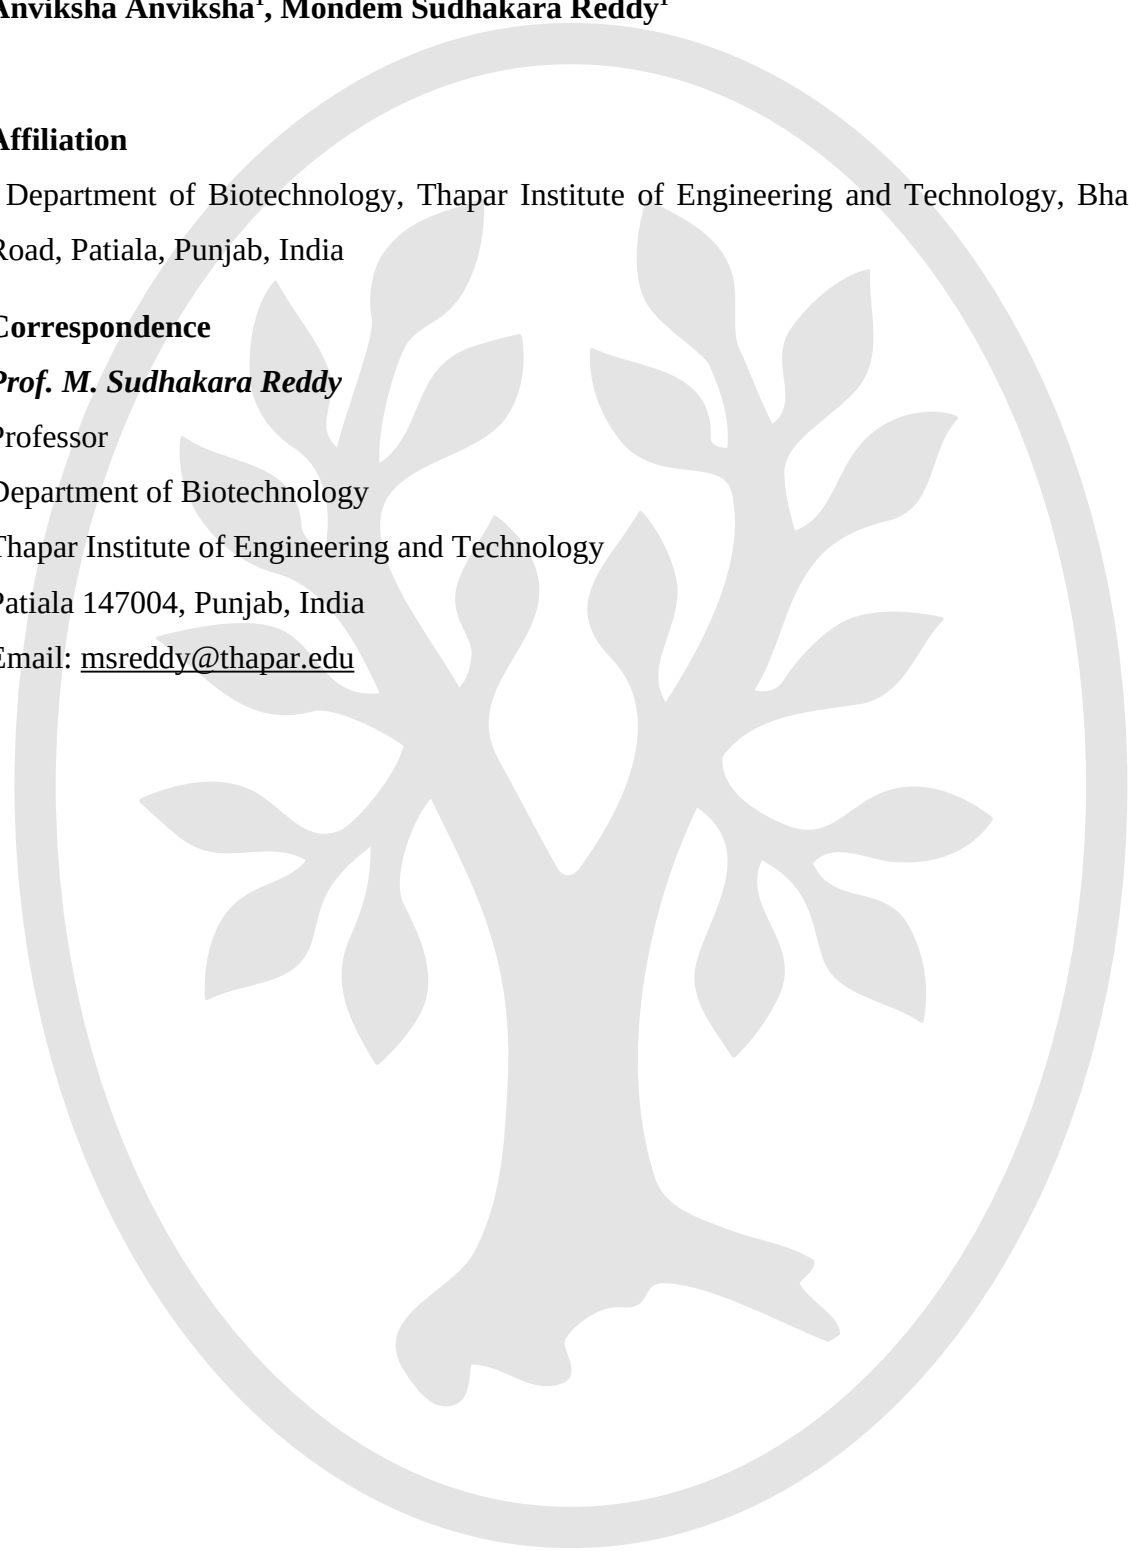 Anviksha Anviksha¹, Mondem Sudhakara Reddy¹
Affiliation
Department of Biotechnology, Thapar Institute of Engineering and Technology, Bha
Road, Patiala, Punjab, India
Correspondence
Prof. M. Sudhakara Reddy
Professor
Department of Biotechnology
Thapar Institute of Engineering and Technology
Patiala 147004, Punjab, India
Email: msreddy@thapar.edu